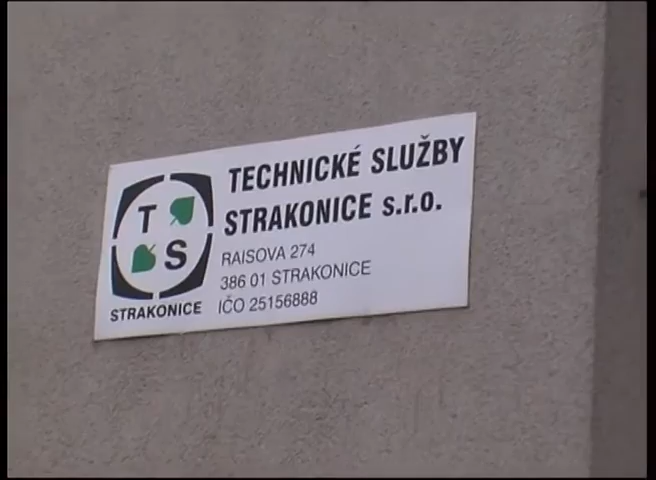 T
S
STRAKONICE
TECHNICKÉ SLUŽBY
STRAKONICE s.r.o.
RAISOVA 274
386 01 STRAKONICE
IČO 25156888